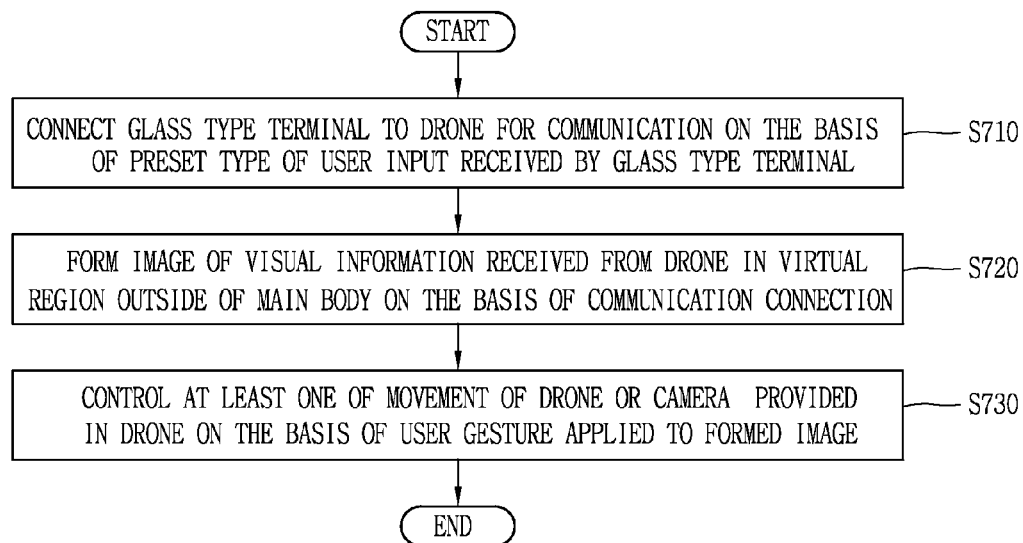 START
CONNECT GLASS TYPE TERMINAL TO DRONE FOR COMMUNICATION ON THE BASIS
OF PRESET TYPE OF USER INPUT RECEIVED BY GLASS TYPE TERMINAL
S710
FORM IMAGE OF VISUAL INFORMATION RECEIVED FROM DRONE IN VIRTUAL
REGION OUTSIDE OF MAIN BODY ON THE BASIS OF COMMUNICATION CONNECTION
S720
CONTROL AT LEAST ONE OF MOVEMENT OF DRONE OR CAMERA PROVIDED
IN DRONE ON THE BASIS OF USER GESTURE APPLIED TO FORMED IMAGE
S730
END